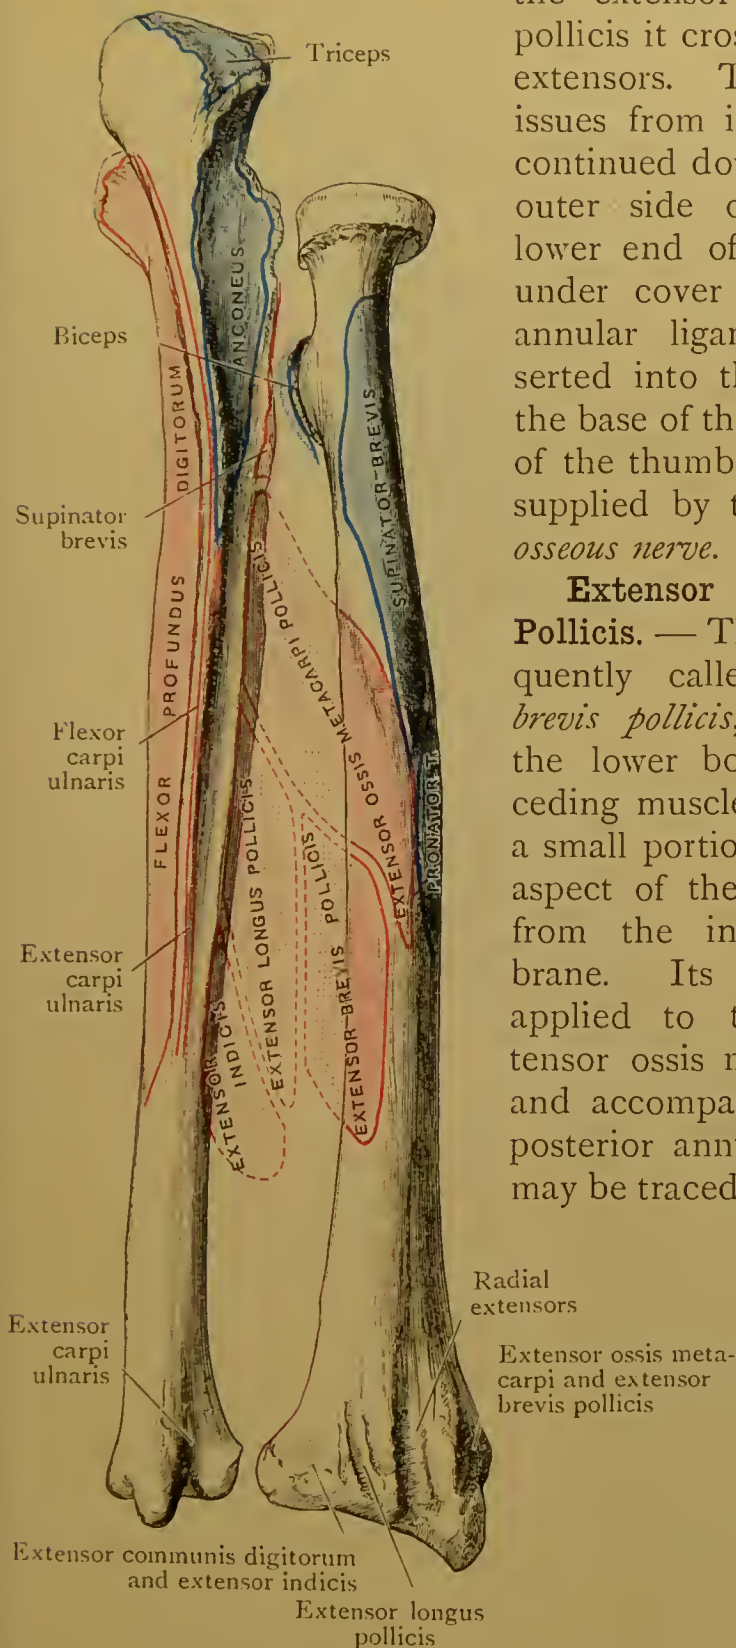 the extensor
pollicis it cros
extensors. T
issues from i
continued dow
outer side o
lower end of
under cover
annular ligar
serted into th
the base of th
of the thumb
supplied by t
osseous nerve.
Extensor
Pollicis. — Th
quently calle
brevis pollicis,
the lower bo
ceding muscle
a small portio
aspect of the
from the in
brane. Its
applied to t
tensor ossis m
and accompa
posterior annu
may be traced
Triceps
ANCONEUS
Biceps
DIGITORUM
SUPINATOR-BREVIS
Supinator
brevis
PROFUNDUS
EXTENSOR OSSIS METACARPI POLLICIS
Flexor
carpi
ulnaris
FLEXOR
PRONATOR T.
EXTENSOR LONGUS POLLICIS
EXTENSOR-BREVIS POLLICIS
Extensor
carpi
ulnaris
EXTENSOR
INDICIS
Radial
extensors
Extensor
carpi
ulnaris
Extensor ossis meta-
carpi and extensor
brevis pollicis
Extensor communis digitorum
and extensor indicis
Extensor longus
pollicis